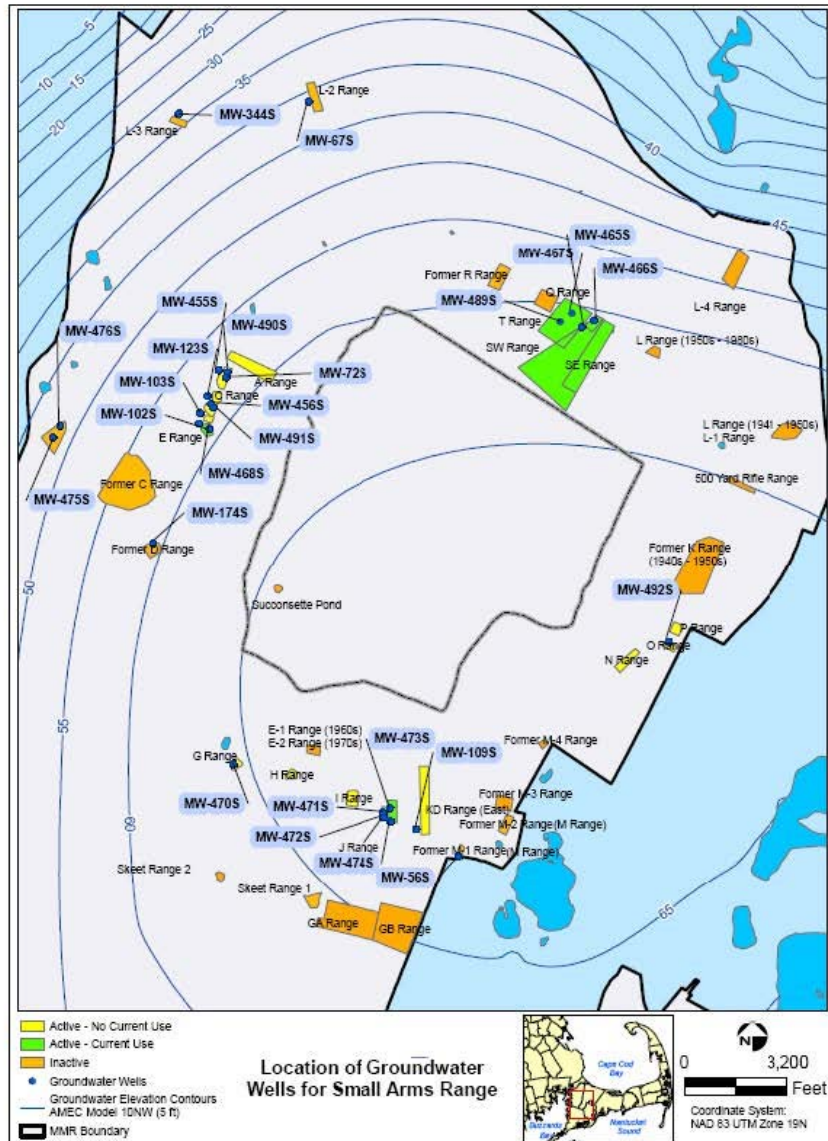 5
10
15
20
25
30
35
L-2 Range
MW-344S
L-3 Range
MW-67S
40
45
MW-465S
MW-467S
MW-466S
Former R Range
Q Range
L-4 Range
MW-489S
T Range
MW-455S
MW-490S
MW-476S
SW Range
SE Range
L Range (1950s - 1980s)
MW-123S
MW-72S
A Range
MW-103S
C Range
MW-456S
MW-102S
E Range
MW-491S
L Range (1941 - 1950s)
L-1 Range
MW-468S
MW-475S
Former C Range
500 Yard Rifle Range
MW-174S
Former D Range
Former K Range
(1940s - 1950s)
50
Succonsette Pond
MW-492S
P Range
O Range
N Range
55
E-1 Range (1960s)
E-2 Range (1970s)
MW-473S
MW-109S
Former M-4 Range
G Range
H Range
MW-470S
MW-471S
I Range
KD Range (East)
Former M-3 Range
60
MW-472S
Former M-2 Range (M Range)
J Range
MW-474S
Former M-1 Range (M Range)
MW-56S
Skeet Range 2
Skeet Range 1
GA Range
GB Range
65
Active - No Current Use
Active - Current Use
Inactive
Groundwater Wells
Groundwater Elevation Contours
AMEC Model 10NW (5 ft)
MMR Boundary
Location of Groundwater
Wells for Small Arms Range
Cape Cod
Bay
Buzzards
Bay
Nantucket
Sound
N
0 3,200
Feet
Coordinate System:
NAD 83 UTM Zone 19N